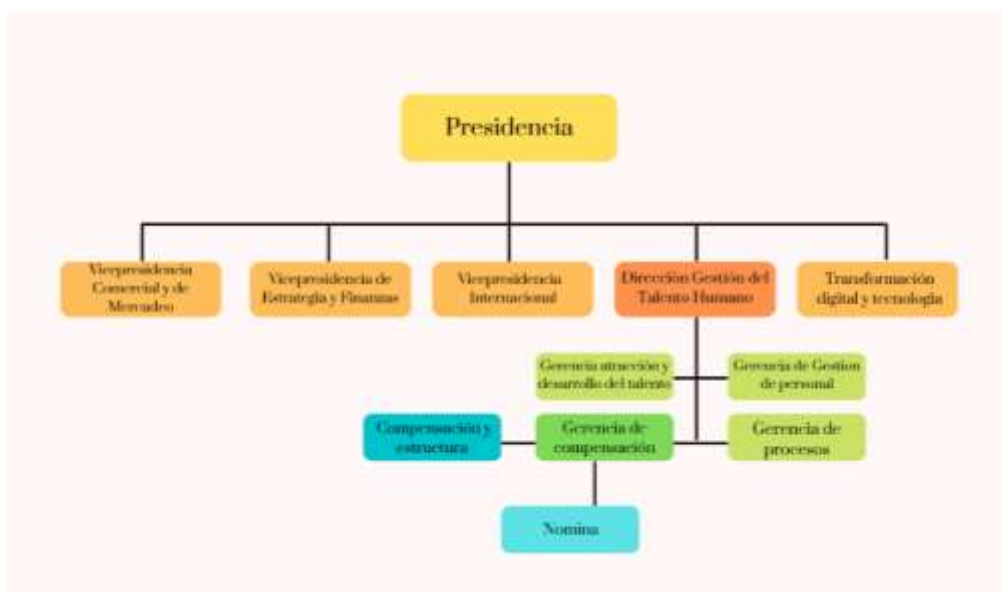 Presidencia
Vicepresidencia
Comercial y de
Mercadeo
Vicepresidencia de
Estrategia y Finanzas
Vicepresidencia
Internacional
Dirección Gestión del
Talento Humano
Transformación
digital y tecnología
Gerencia atracción y
desarrollo del talento
Gerencia de Gestion
de personal
Compensación y
estructura
Gerencia de
compensación
Gerencia de
procesos
Nomina